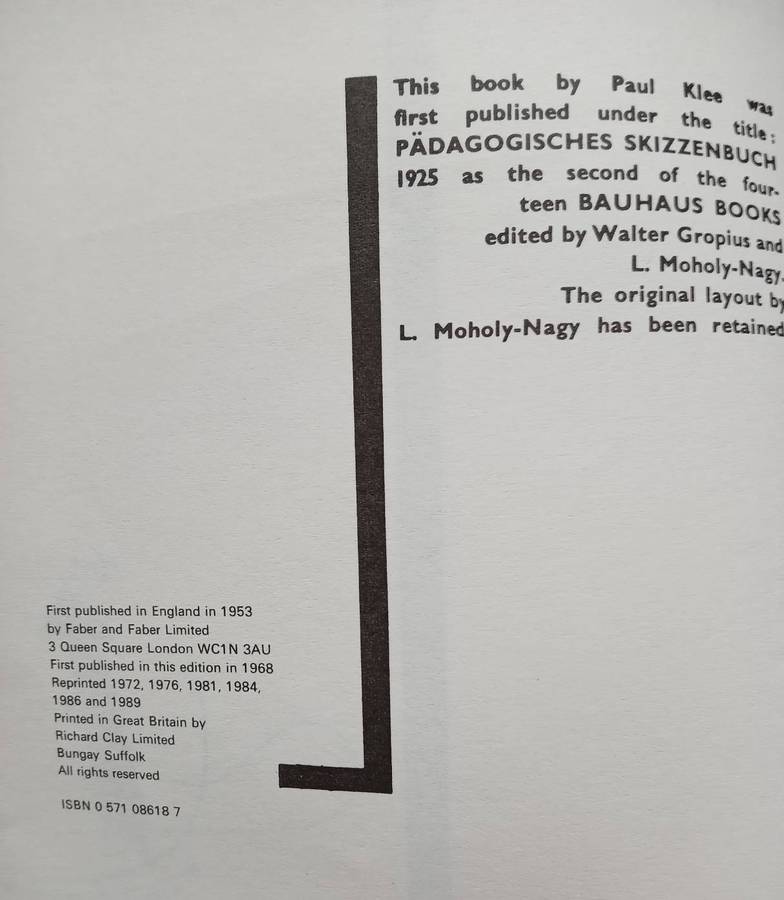 This book by Paul Klee was
first published under the title:
PÄDAGOGISCHES SKIZZENBUCH
1925 as the second of the four-
teen BAUHAUS BOOKS
edited by Walter Gropius and
L. Moholy-Nagy.
The original layout by
L. Moholy-Nagy has been retained
First published in England in 1953
by Faber and Faber Limited
3 Queen Square London WC1N 3AU
First published in this edition in 1968
Reprinted 1972, 1976, 1981, 1984,
1986 and 1989
Printed in Great Britain by
Richard Clay Limited
Bungay Suffolk
All rights reserved
ISBN 0 571 08618 7